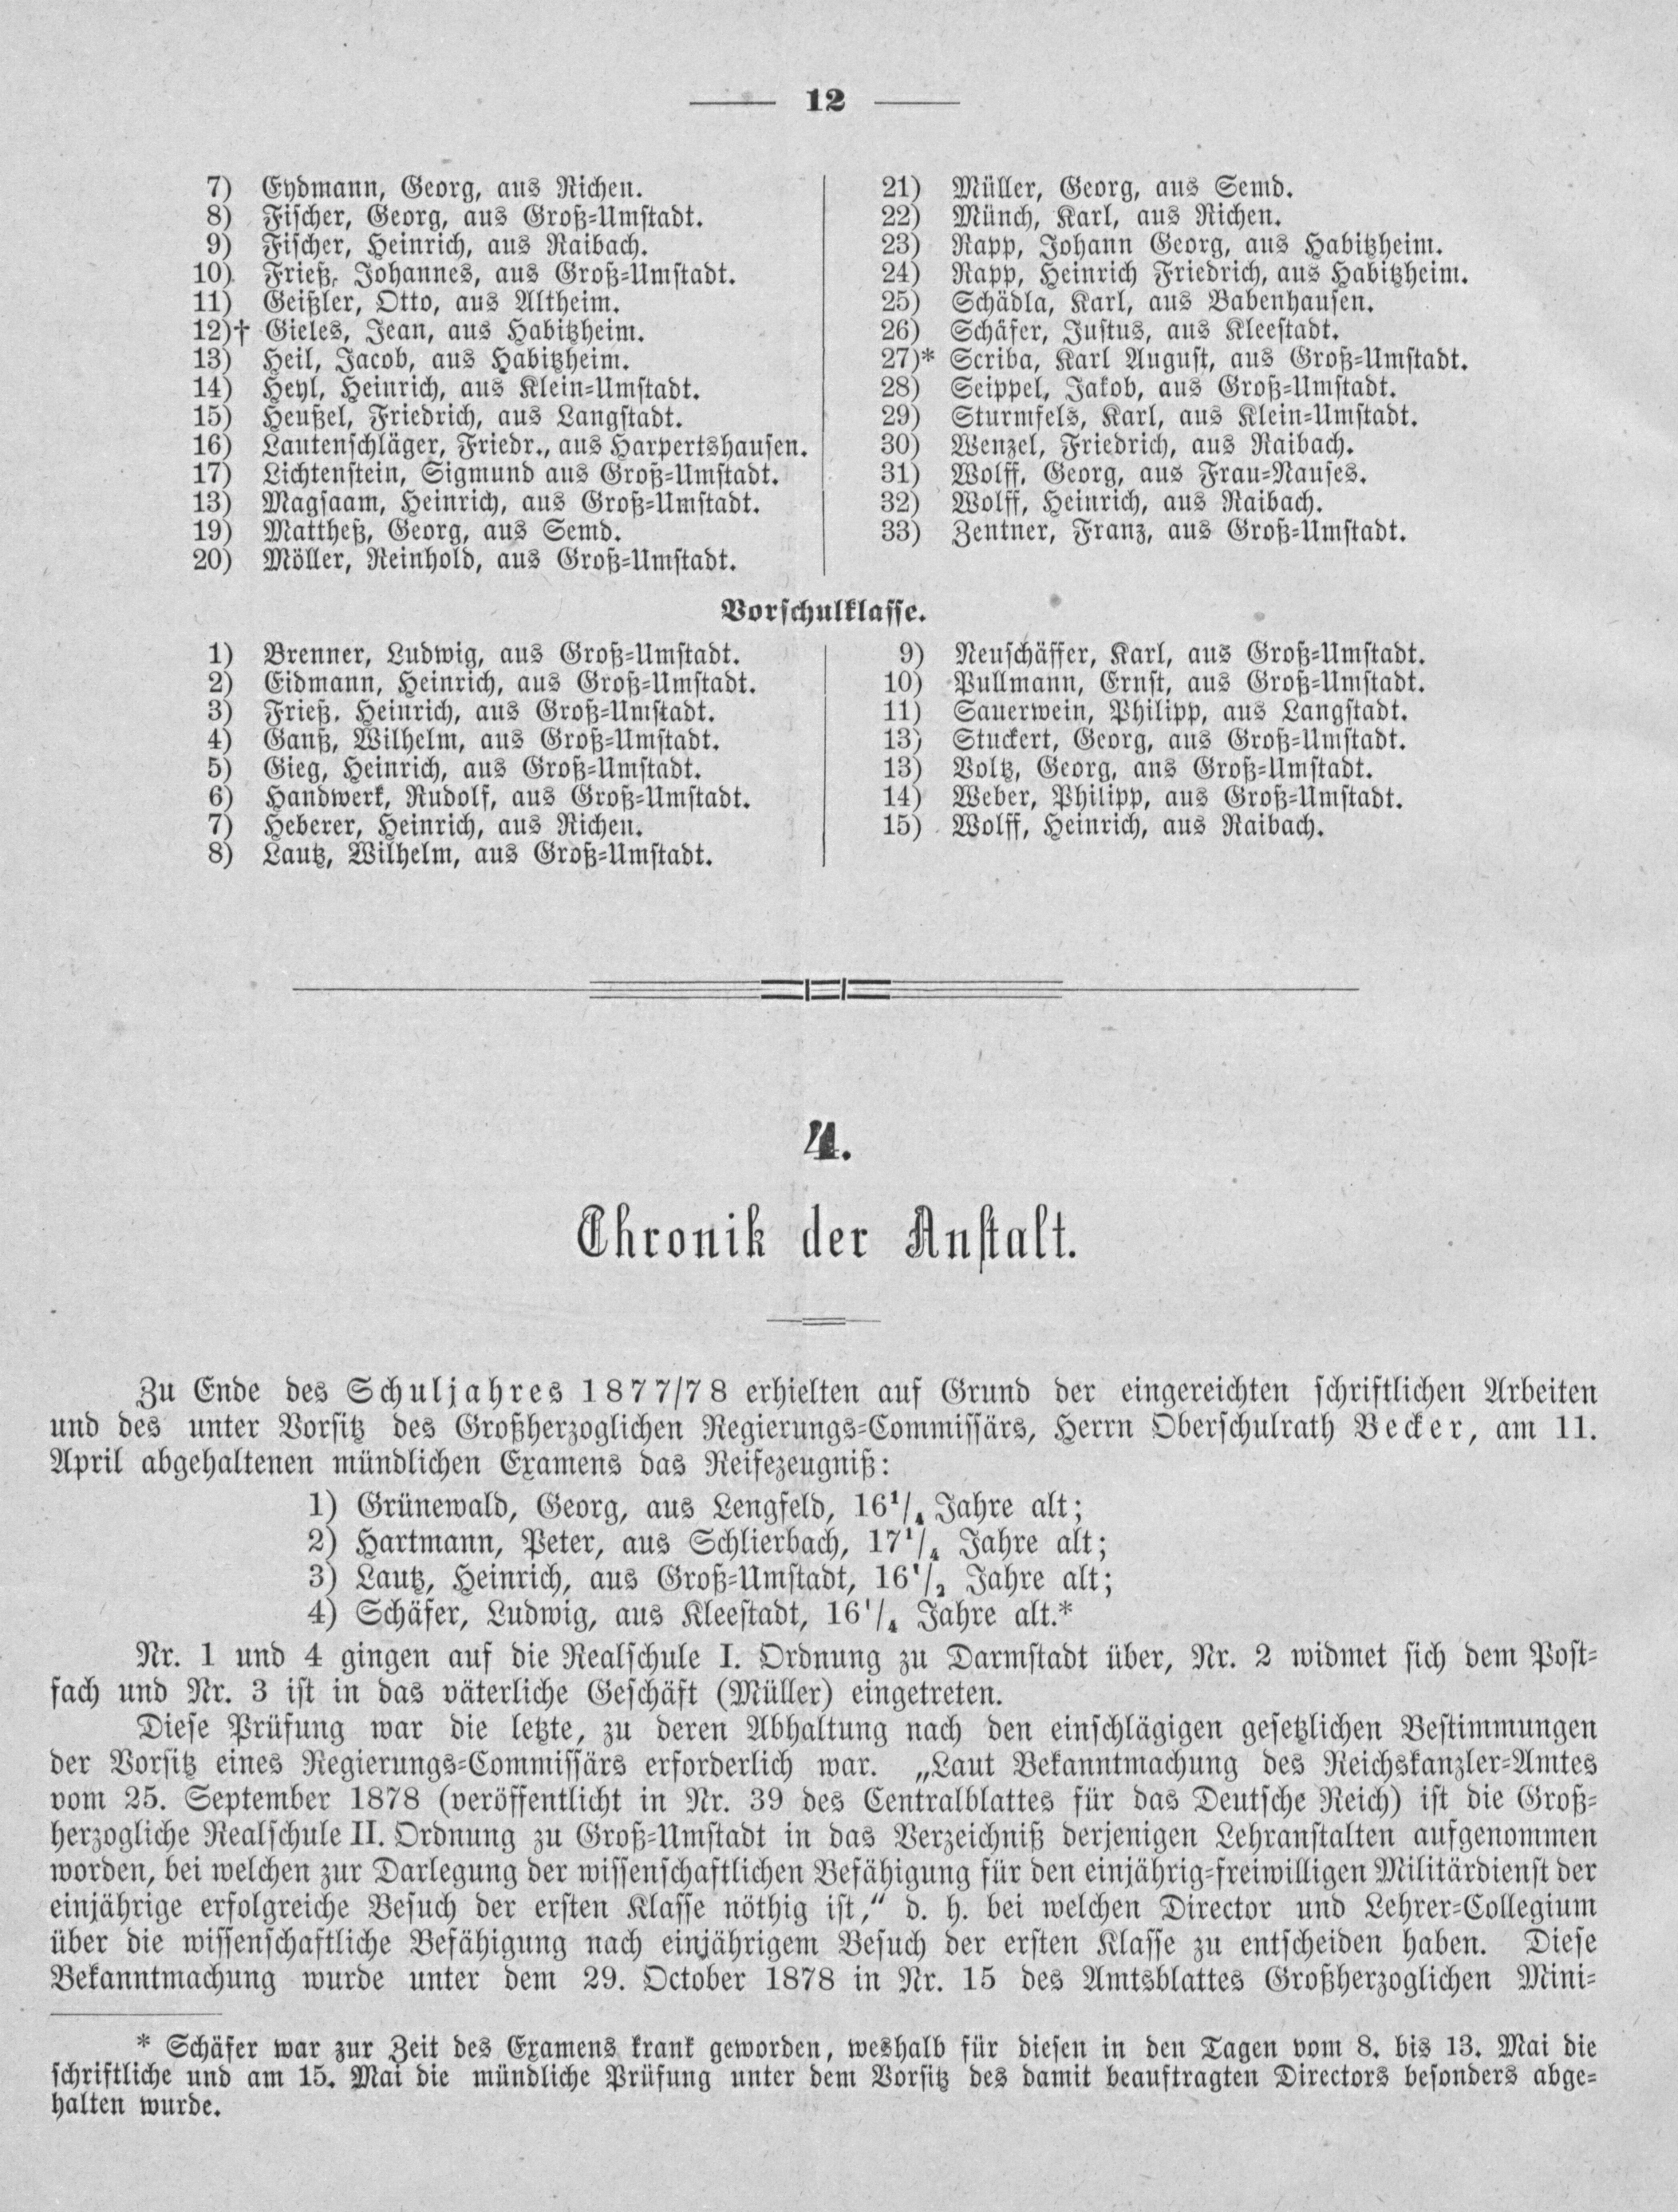 12
7) Eydmann, Georg, aus Richen.
8) Fischer, Georg, aus Groß-Umstadt.
9) Fischer, Heinrich, aus Raibach.
10) Frieß, Johannes, aus Groß-Umstadt.
11) Geißler, Otto, aus Altheim.
12)† Gieles, Jean, aus Habitzheim.
13) Heil, Jacob, aus Habitzheim.
14) Heyl, Heinrich, aus Klein-Umstadt.
15) Heußel, Friedrich, aus Langstadt.
16) Lautenschläger, Friedr., aus Harpertshausen.
17) Lichtenstein, Sigmund aus Groß-Umstadt.
13) Magsaam, Heinrich, aus Groß-Umstadt.
19) Mattheß, Georg, aus Semd.
20) Möller, Reinhold, aus Groß-Umstadt.
21) Müller, Georg, aus Semd.
22) Münch, Karl, aus Richen.
23) Rapp, Johann Georg, aus Habitzheim.
24) Rapp, Heinrich Friedrich, aus Habitzheim.
25) Schädla, Karl, aus Babenhausen.
26) Schäfer, Justus, aus Kleestadt.
27)* Scriba, Karl August, aus Groß-Umstadt.
28) Seippel, Jakob, aus Groß-Umstadt.
29) Sturmfels, Karl, aus Klein-Umstadt.
30) Wenzel, Friedrich, aus Raibach.
31) Wolff, Georg, aus Frau-Nauses.
32) Wolff, Heinrich, aus Raibach.
33) Zentner, Franz, aus Groß-Umstadt.
Vorschulklasse.
1) Brenner, Ludwig, aus Groß-Umstadt.
2) Eidmann, Heinrich, aus Groß-Umstadt.
3) Frieß, Heinrich, aus Groß-Umstadt.
4) Ganß, Wilhelm, aus Groß-Umstadt.
5) Gieg, Heinrich, aus Groß-Umstadt.
6) Handwerk, Rudolf, aus Groß-Umstadt.
7) Heberer, Heinrich, aus Richen.
8) Lautz, Wilhelm, aus Groß-Umstadt.
9) Neuschäffer, Karl, aus Groß-Umstadt.
10) Pullmann, Ernst, aus Groß-Umstadt.
11) Sauerwein, Philipp, aus Langstadt.
13) Stuckert, Georg, aus Groß-Umstadt.
13) Voltz, Georg, aus Groß-Umstadt.
14) Weber, Philipp, aus Groß-Umstadt.
15) Wolff, Heinrich, aus Raibach.
4.
Chronik der Anstalt.
Zu Ende des Schuljahres 1877/78 erhielten auf Grund der eingereichten schriftlichen Arbeiten
und des unter Vorsitz des Großherzoglichen Regierungs-Commissärs, Herrn Oberschulrath Becker, am 11.
April abgehaltenen mündlichen Examens das Reifezeugniß:
1) Grünewald, Georg, aus Lengfeld, 16¹/₄ Jahre alt;
2) Hartmann, Peter, aus Schlierbach, 17¹/₄ Jahre alt;
3) Lautz, Heinrich, aus Groß-Umstadt, 16¹/₂ Jahre alt;
4) Schäfer, Ludwig, aus Kleestadt, 16¹/₄ Jahre alt.*
Nr. 1 und 4 gingen auf die Realschule I. Ordnung zu Darmstadt über, Nr. 2 widmet sich dem Post-
fach und Nr. 3 ist in das väterliche Geschäft (Müller) eingetreten.
Diese Prüfung war die letzte, zu deren Abhaltung nach den einschlägigen gesetzlichen Bestimmungen
der Vorsitz eines Regierungs-Commissärs erforderlich war. „Laut Bekanntmachung des Reichskanzler-Amtes
vom 25. September 1878 (veröffentlicht in Nr. 39 des Centralblattes für das Deutsche Reich) ist die Groß-
herzogliche Realschule II. Ordnung zu Groß-Umstadt in das Verzeichniß derjenigen Lehranstalten aufgenommen
worden, bei welchen zur Darlegung der wissenschaftlichen Befähigung für den einjährig-freiwilligen Militärdienst der
einjährige erfolgreiche Besuch der ersten Klasse nöthig ist,“ d. h. bei welchen Director und Lehrer-Collegium
über die wissenschaftliche Befähigung nach einjährigem Besuch der ersten Klasse zu entscheiden haben. Diese
Bekanntmachung wurde unter dem 29. October 1878 in Nr. 15 des Amtsblattes Großherzoglichen Mini-
* Schäfer war zur Zeit des Examens krank geworden, weshalb für diesen in den Tagen vom 8. bis 13. Mai die
schriftliche und am 15. Mai die mündliche Prüfung unter dem Vorsitz des damit beauftragten Directors besonders abge-
halten wurde.